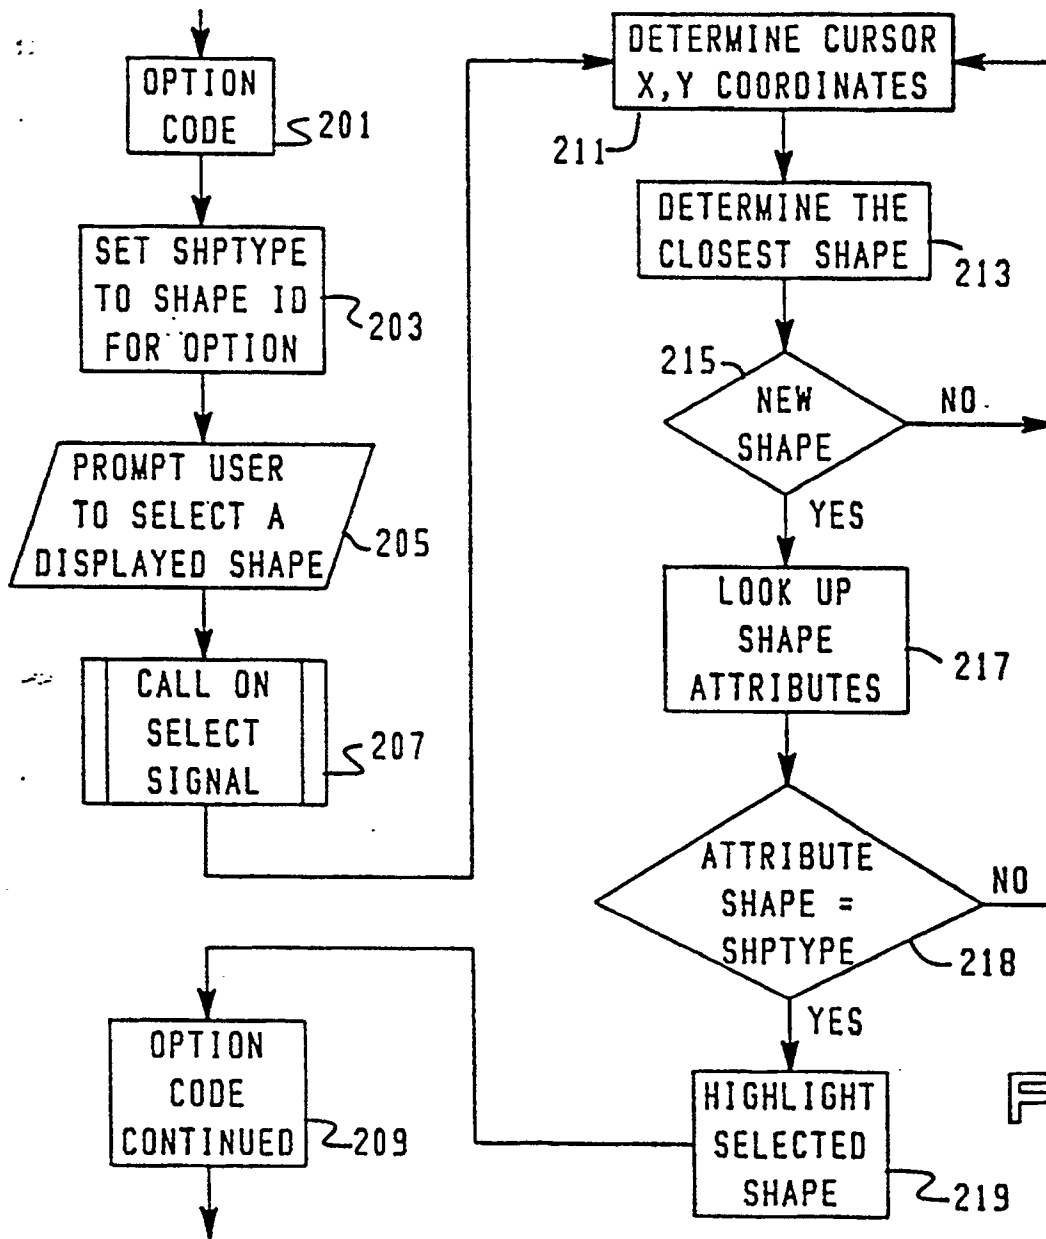 OPTION
CODE
201
SET SHPTYPE
TO SHAPE ID
FOR OPTION
203
PROMPT USER
TO SELECT A
DISPLAYED SHAPE
205
CALL ON
SELECT
SIGNAL
207
OPTION
CODE
CONTINUED
209
DETERMINE CURSOR
X,Y COORDINATES
211
DETERMINE THE
CLOSEST SHAPE
213
215
NEW
SHAPE
NO
YES
LOOK UP
SHAPE
ATTRIBUTES
217
ATTRIBUTE
SHAPE =
SHPTYPE
NO
218
YES
HIGHLIGHT
SELECTED
SHAPE
219
F